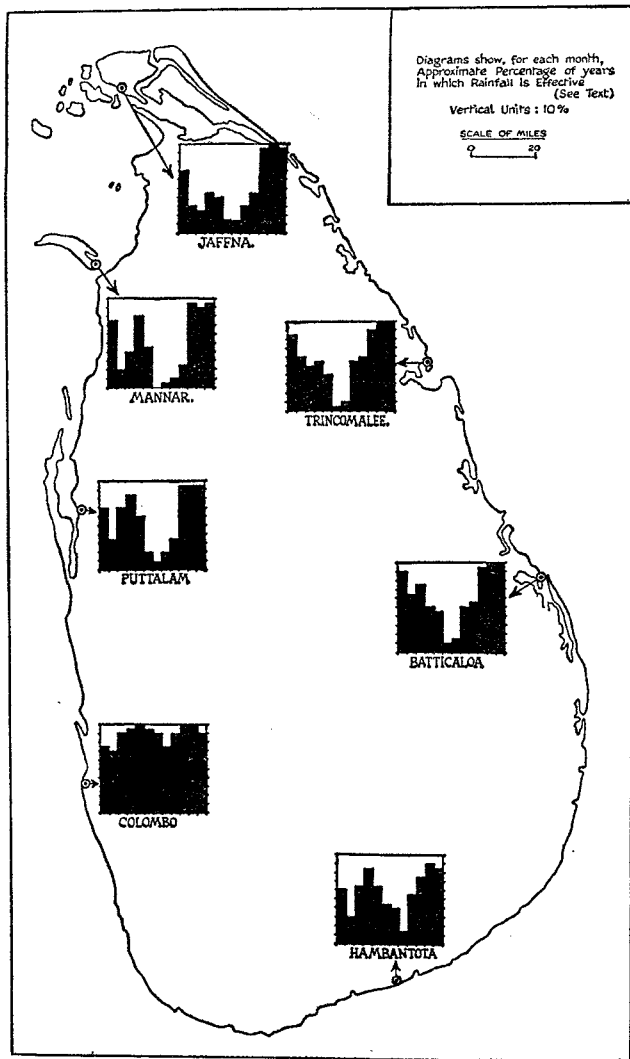 Diagrams show, for each month,
Approximate Percentage of years
in which Rainfall is Effective
(See Text)
Vertical Units : 10%
SCALE OF MILES
0 20
JAFFNA.
MANNAR.
TRINCOMALEE.
PUTTALAM
BATTICALOA
COLOMBO
HAMBANTOTA